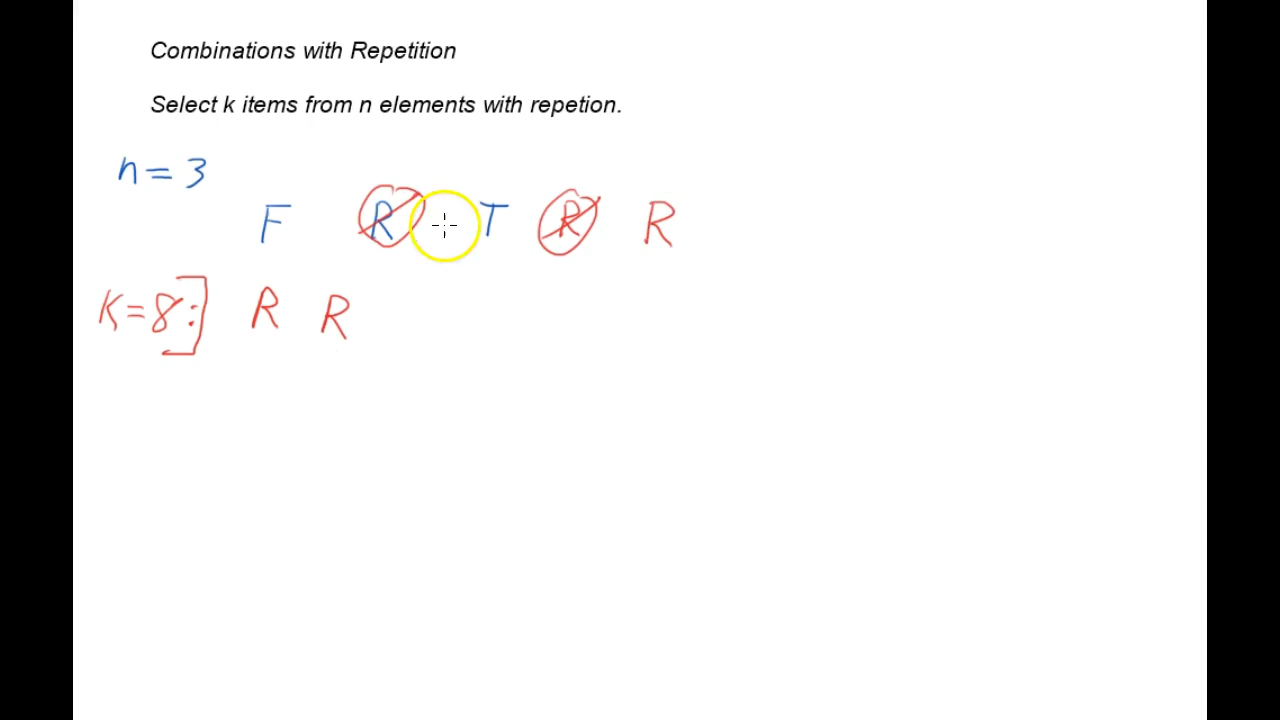 Combinations with Repetition
Select k items from n elements with repetion.
n = 3
F R T R R
K=8:] R R